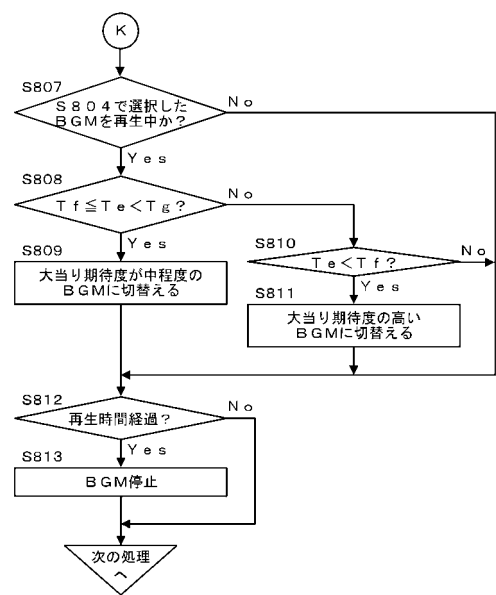 K
S807
S804で選択した
BGMを再生中か?
No
Yes
S808
Tf≦Te<Tg?
No
Yes
S809
大当り期待度が中程度の
BGMに切替える
S810
Te<Tf?
No
Yes
S811
大当り期待度の高い
BGMに切替える
S812
再生時間経過?
No
Yes
S813
BGM停止
次の処理
へ